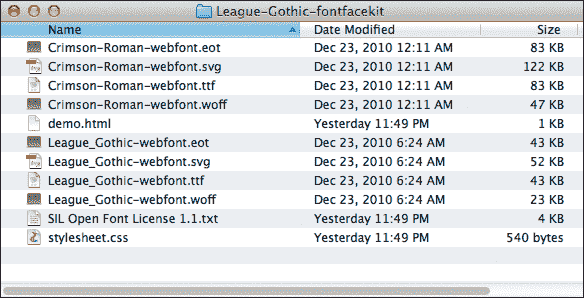 League-Gothic-fontfacekit
Name Date Modified Size
Crimson-Roman-webfont.eot Dec 23, 2010 12:11 AM 83 KB
Crimson-Roman-webfont.svg Dec 23, 2010 12:11 AM 122 KB
Crimson-Roman-webfont.ttf Dec 23, 2010 12:11 AM 83 KB
Crimson-Roman-webfont.woff Dec 23, 2010 12:11 AM 47 KB
demo.html Yesterday 11:49 PM 1 KB
League_Gothic-webfont.eot Dec 23, 2010 6:24 AM 43 KB
League_Gothic-webfont.svg Dec 23, 2010 6:24 AM 52 KB
League_Gothic-webfont.ttf Dec 23, 2010 6:24 AM 43 KB
League_Gothic-webfont.woff Dec 23, 2010 6:24 AM 23 KB
SIL Open Font License 1.1.txt Yesterday 11:49 PM 4 KB
stylesheet.css Yesterday 11:49 PM 540 bytes